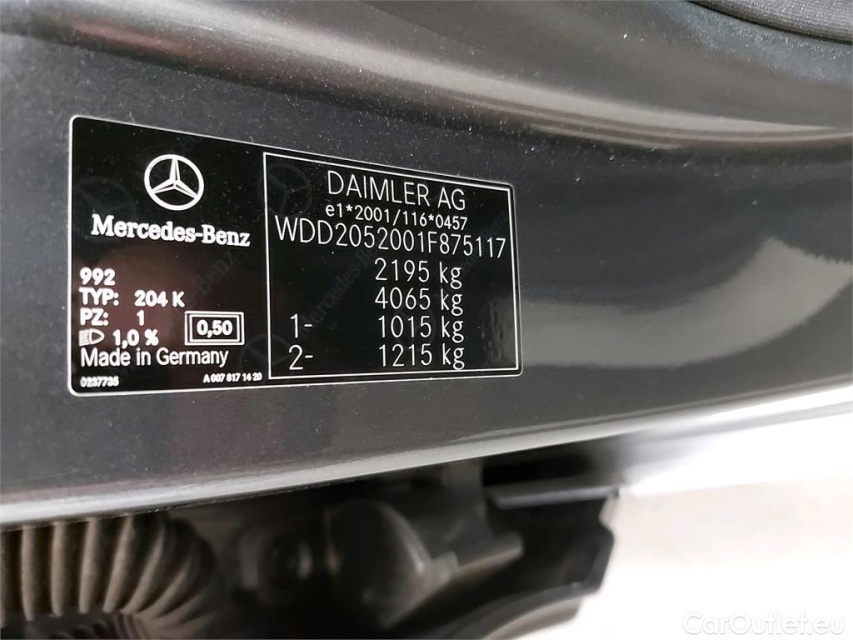 Mercedes-Benz
992
TYP: 204 K
PZ: 1
1,0 %
0,50
Made in Germany
0237735
A 007 817 14 20
DAIMLER AG
e1*2001/116*0457
WDD2052001F875117
2195 kg
4065 kg
1- 1015 kg
2- 1215 kg
CarOutlet.eu